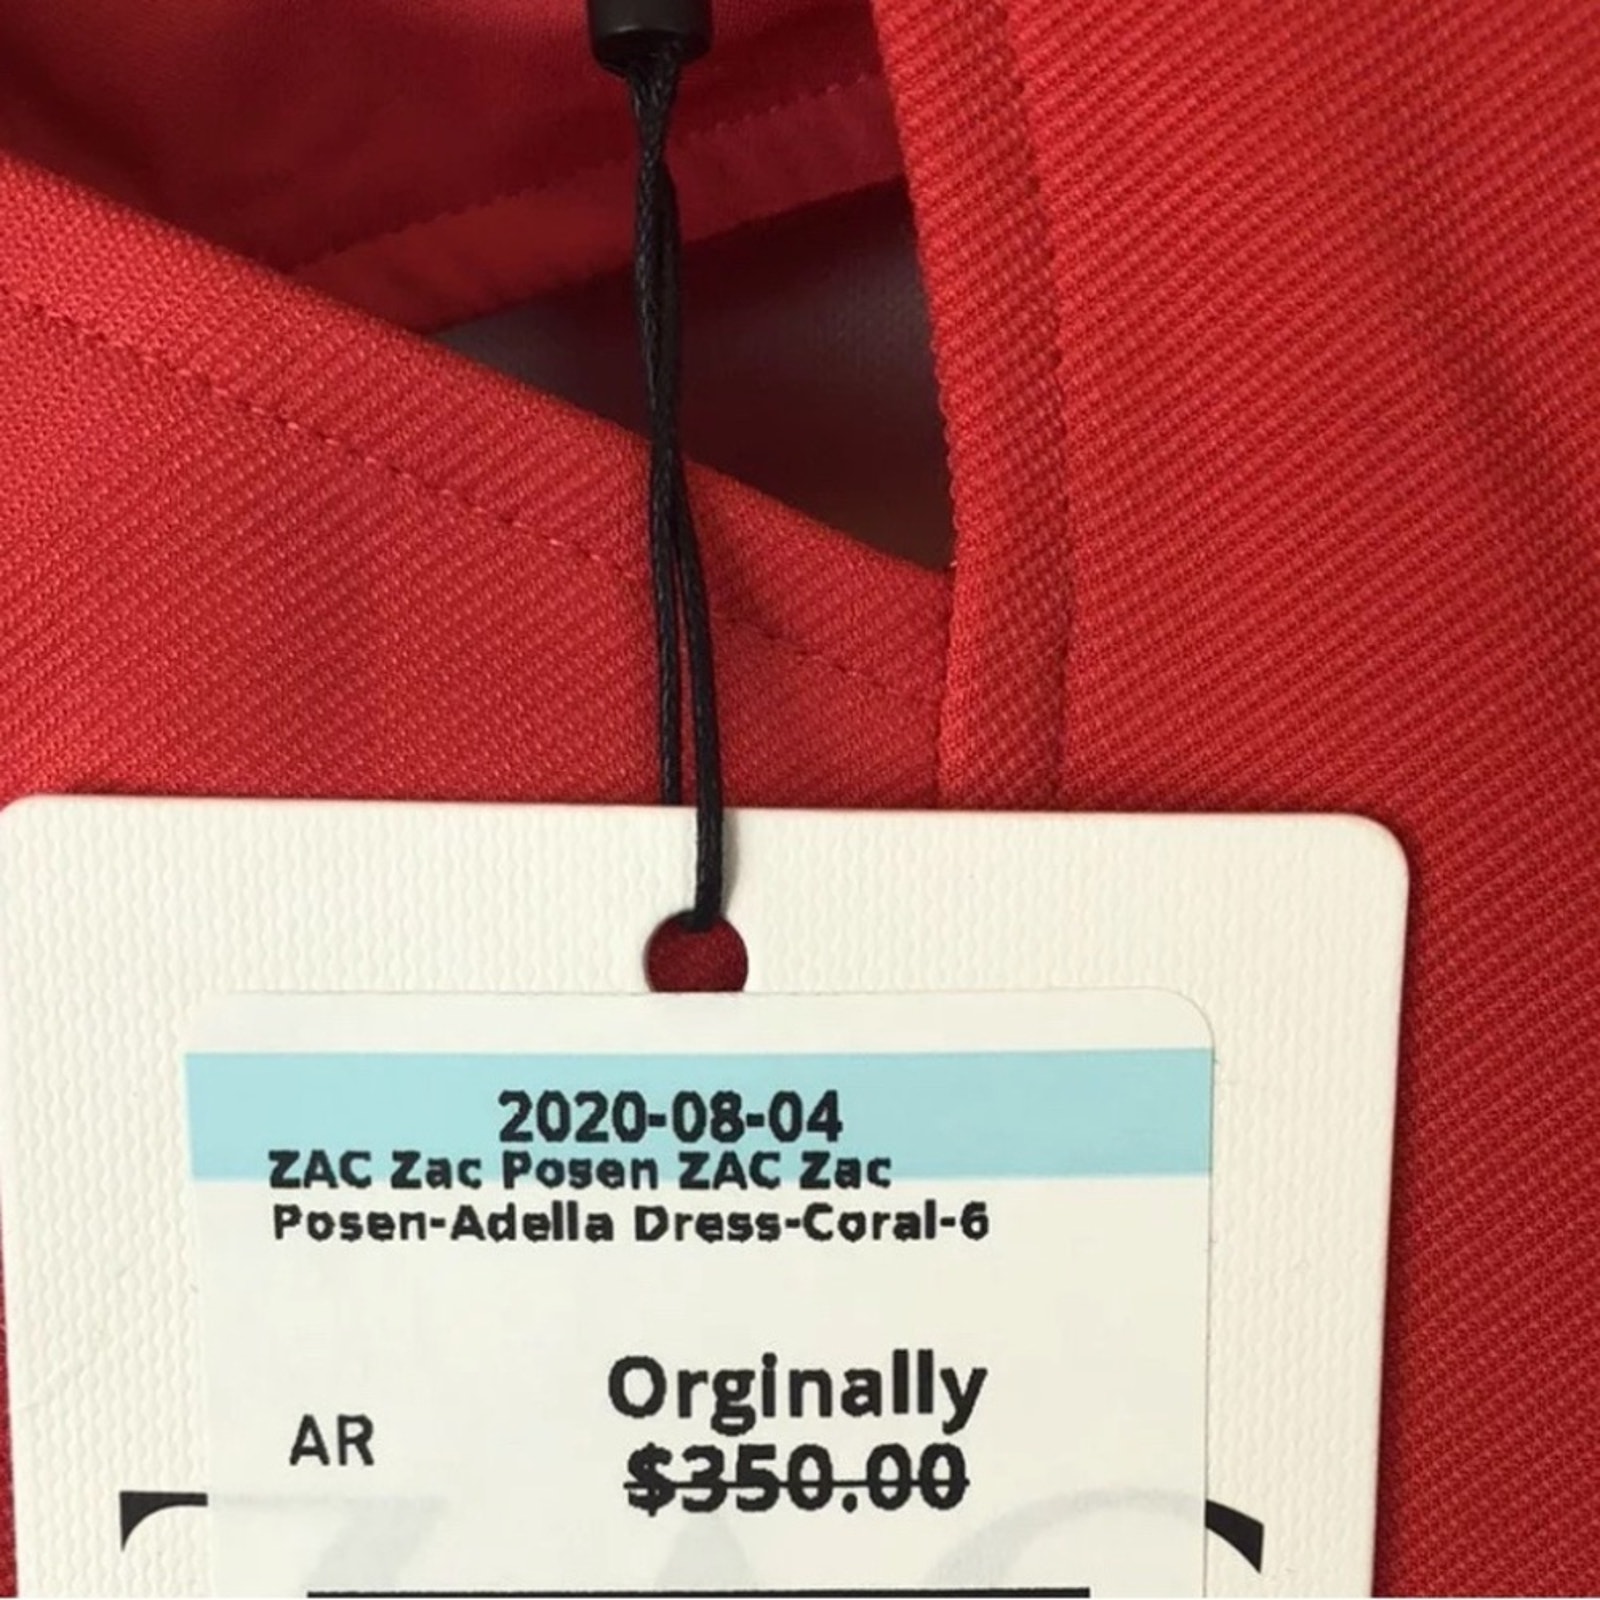 2020-08-04
ZAC Zac Posen ZAC Zac
Posen-Adella Dress-Coral-6
Orginally
AR
$350.00